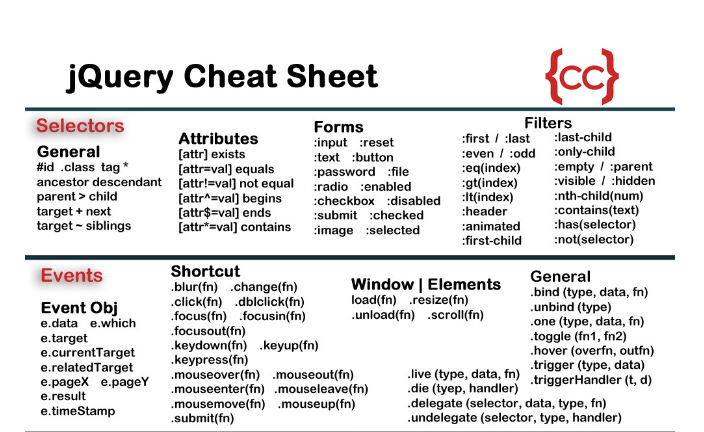 jQuery Cheat Sheet
{cc}
Selectors
General
#id .class tag *
ancestor descendant
parent > child
target + next
target ~ siblings
Attributes
[attr] exists
[attr=val] equals
[attr!=val] not equal
[attr^=val] begins
[attr$=val] ends
[attr*=val] contains
Forms
:input :reset
:text :button
:password :file
:radio :enabled
:checkbox :disabled
:submit :checked
:image :selected
Filters
:first / :last
:even / :odd
:eq(index)
:gt(index)
:lt(index)
:header
:animated
:first-child
:last-child
:only-child
:empty / :parent
:visible / :hidden
:nth-child(num)
:contains(text)
:has(selector)
:not(selector)
Events
Event Obj
e.data e.which
e.target
e.currentTarget
e.relatedTarget
e.pageX e.pageY
e.result
e.timeStamp
Shortcut
.blur(fn) .change(fn)
.click(fn) .dblclick(fn)
.focus(fn) .focusin(fn)
.focusout(fn)
.keydown(fn) .keyup(fn)
.keypress(fn)
.mouseover(fn) .mouseout(fn)
.mouseenter(fn) .mouseleave(fn)
.mousemove(fn) .mouseup(fn)
.submit(fn)
Window | Elements
load(fn) .resize(fn)
.unload(fn) .scroll(fn)
.live (type, data, fn)
.die (tyep, handler)
.delegate (selector, data, type, fn)
.undelegate (selector, type, handler)
General
.bind (type, data, fn)
.unbind (type)
.one (type, data, fn)
.toggle (fn1, fn2)
.hover (overfn, outfn)
.trigger (type, data)
.triggerHandler (t, d)